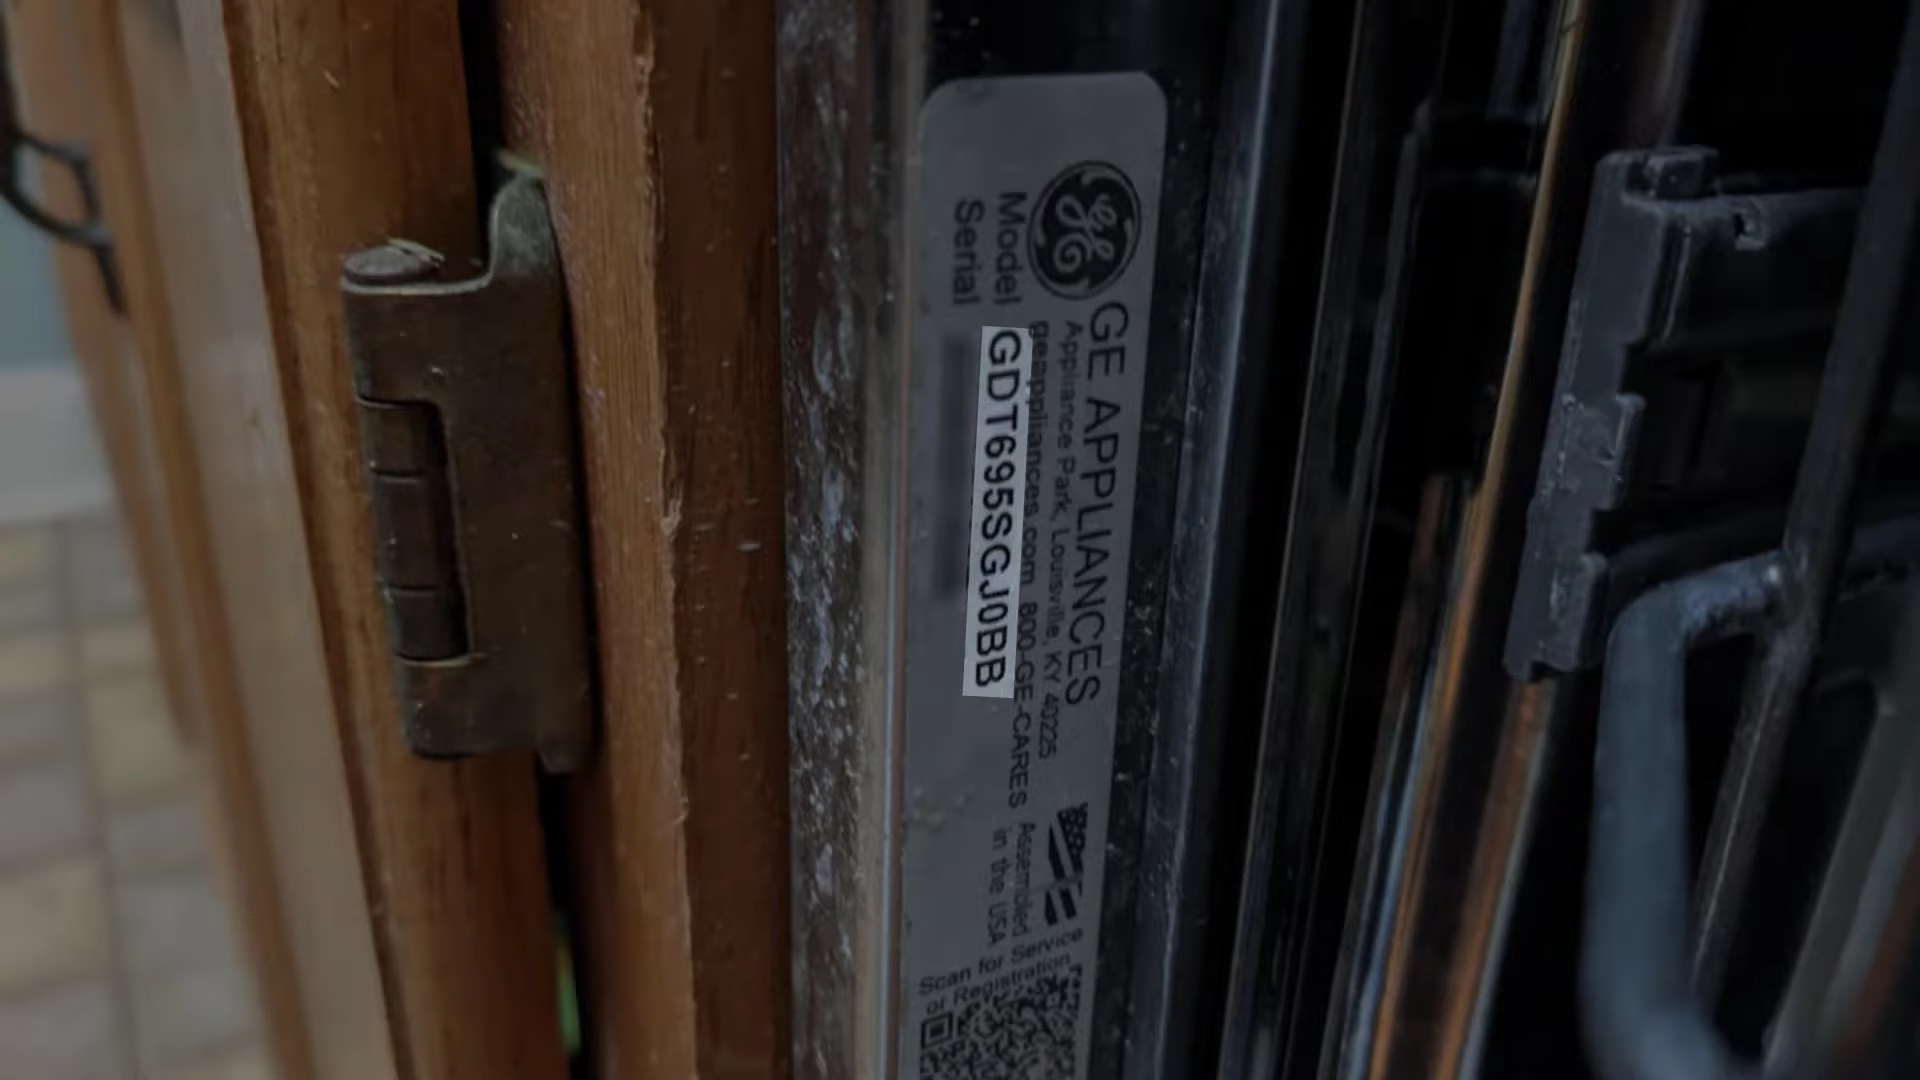 GE
GE APPLIANCES
Appliance Park, Louisville, KY 40225
geappliances.com 800-GE-CARES
Model GDT695SGJ0BB
Serial
Assembled
in the USA
Scan for Service
or Registration